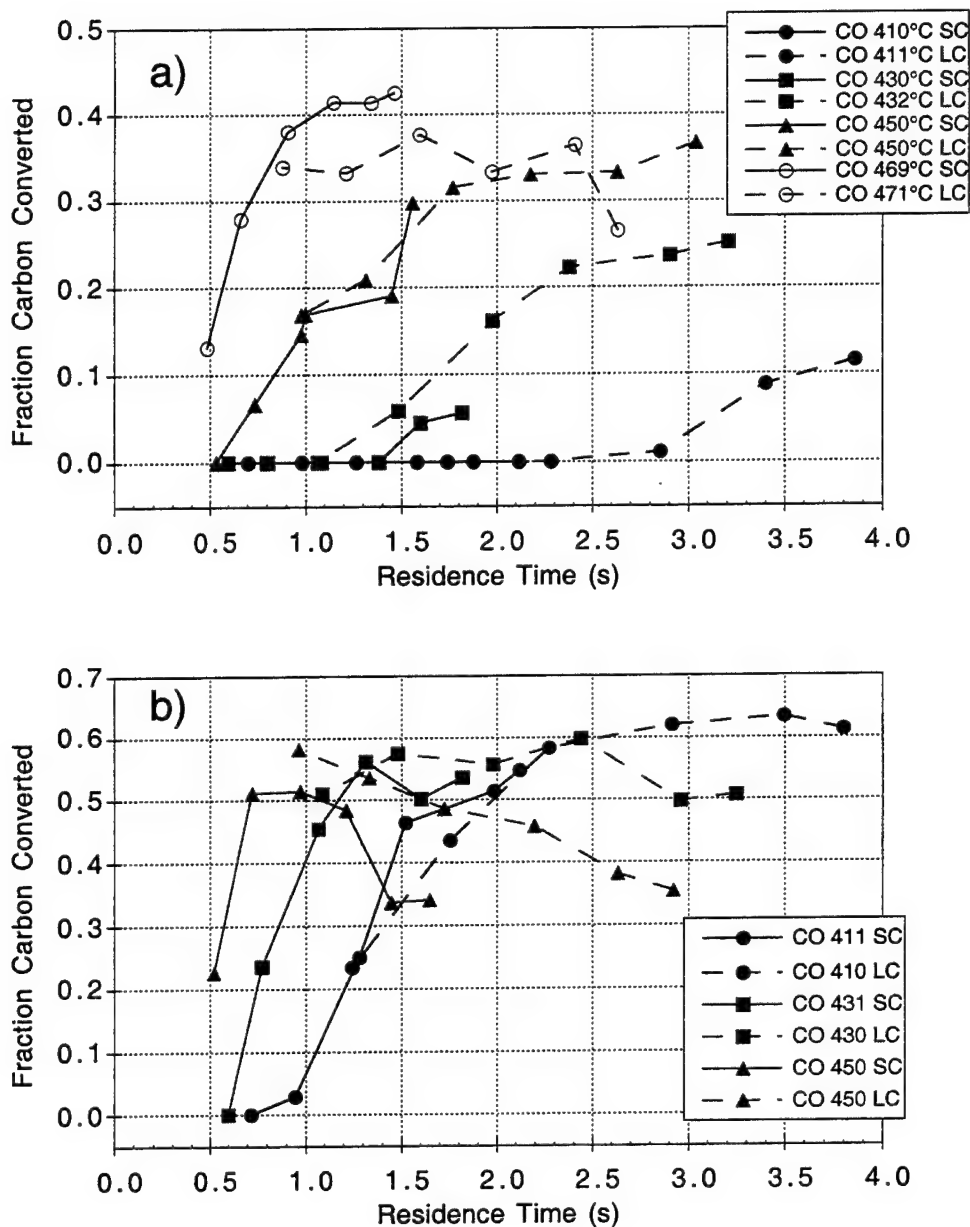 a)
Fraction Carbon Converted
0.5
0.4
0.3
0.2
0.1
0.0
0.0 0.5 1.0 1.5 2.0 2.5 3.0 3.5 4.0
Residence Time (s)
CO 410°C SC
CO 411°C LC
CO 430°C SC
CO 432°C LC
CO 450°C SC
CO 450°C LC
CO 469°C SC
CO 471°C LC
b)
Fraction Carbon Converted
0.7
0.6
0.5
0.4
0.3
0.2
0.1
0.0
0.0 0.5 1.0 1.5 2.0 2.5 3.0 3.5 4.0
Residence Time (s)
CO 411 SC
CO 410 LC
CO 431 SC
CO 430 LC
CO 450 SC
CO 450 LC